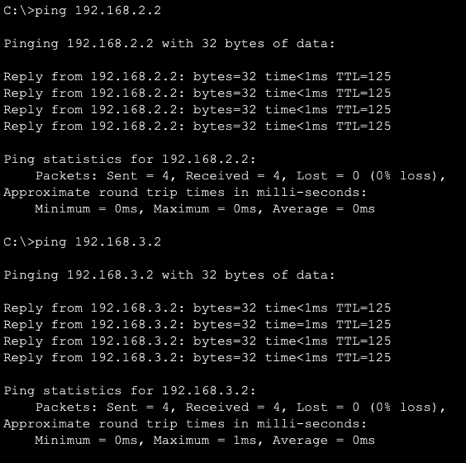 C:\>ping 192.168.2.2
Pinging 192.168.2.2 with 32 bytes of data:
Reply from 192.168.2.2: bytes=32 time<1ms TTL=125
Reply from 192.168.2.2: bytes=32 time<1ms TTL=125
Reply from 192.168.2.2: bytes=32 time<1ms TTL=125
Reply from 192.168.2.2: bytes=32 time<1ms TTL=125
Ping statistics for 192.168.2.2:
Packets: Sent = 4, Received = 4, Lost = 0 (0% loss),
Approximate round trip times in milli-seconds:
Minimum = 0ms, Maximum = 0ms, Average = 0ms
C:\>ping 192.168.3.2
Pinging 192.168.3.2 with 32 bytes of data:
Reply from 192.168.3.2: bytes=32 time<1ms TTL=125
Reply from 192.168.3.2: bytes=32 time=1ms TTL=125
Reply from 192.168.3.2: bytes=32 time<1ms TTL=125
Reply from 192.168.3.2: bytes=32 time<1ms TTL=125
Ping statistics for 192.168.3.2:
Packets: Sent = 4, Received = 4, Lost = 0 (0% loss),
Approximate round trip times in milli-seconds:
Minimum = 0ms, Maximum = 1ms, Average = 0ms